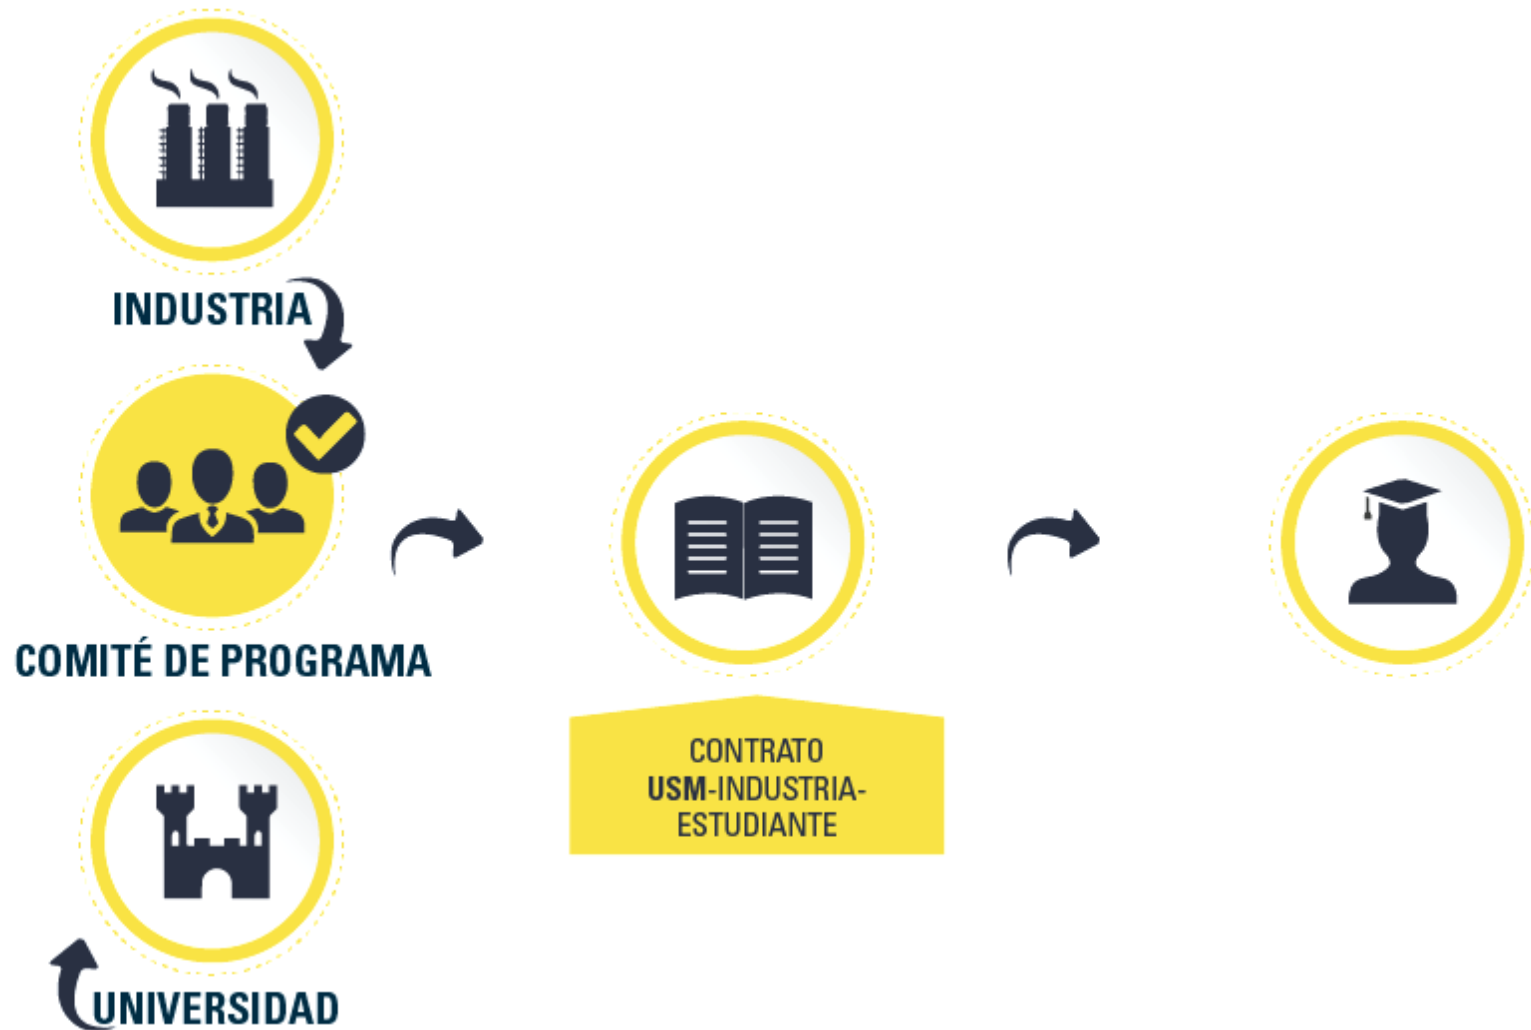 INDUSTRIA
COMITÉ DE PROGRAMA
CONTRATO
USM-INDUSTRIA-
ESTUDIANTE
UNIVERSIDAD